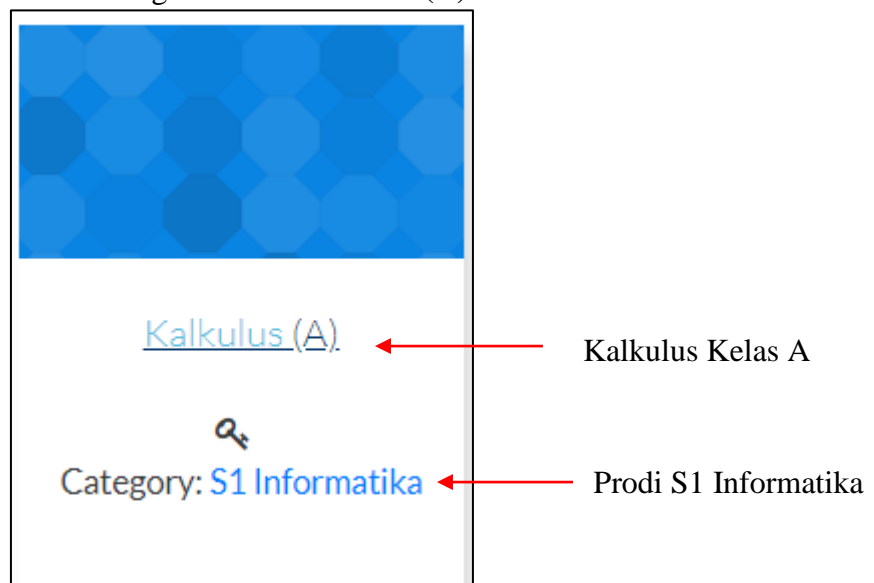 Kalkulus (A)
Kalkulus Kelas A
Category: S1 Informatika
Prodi S1 Informatika